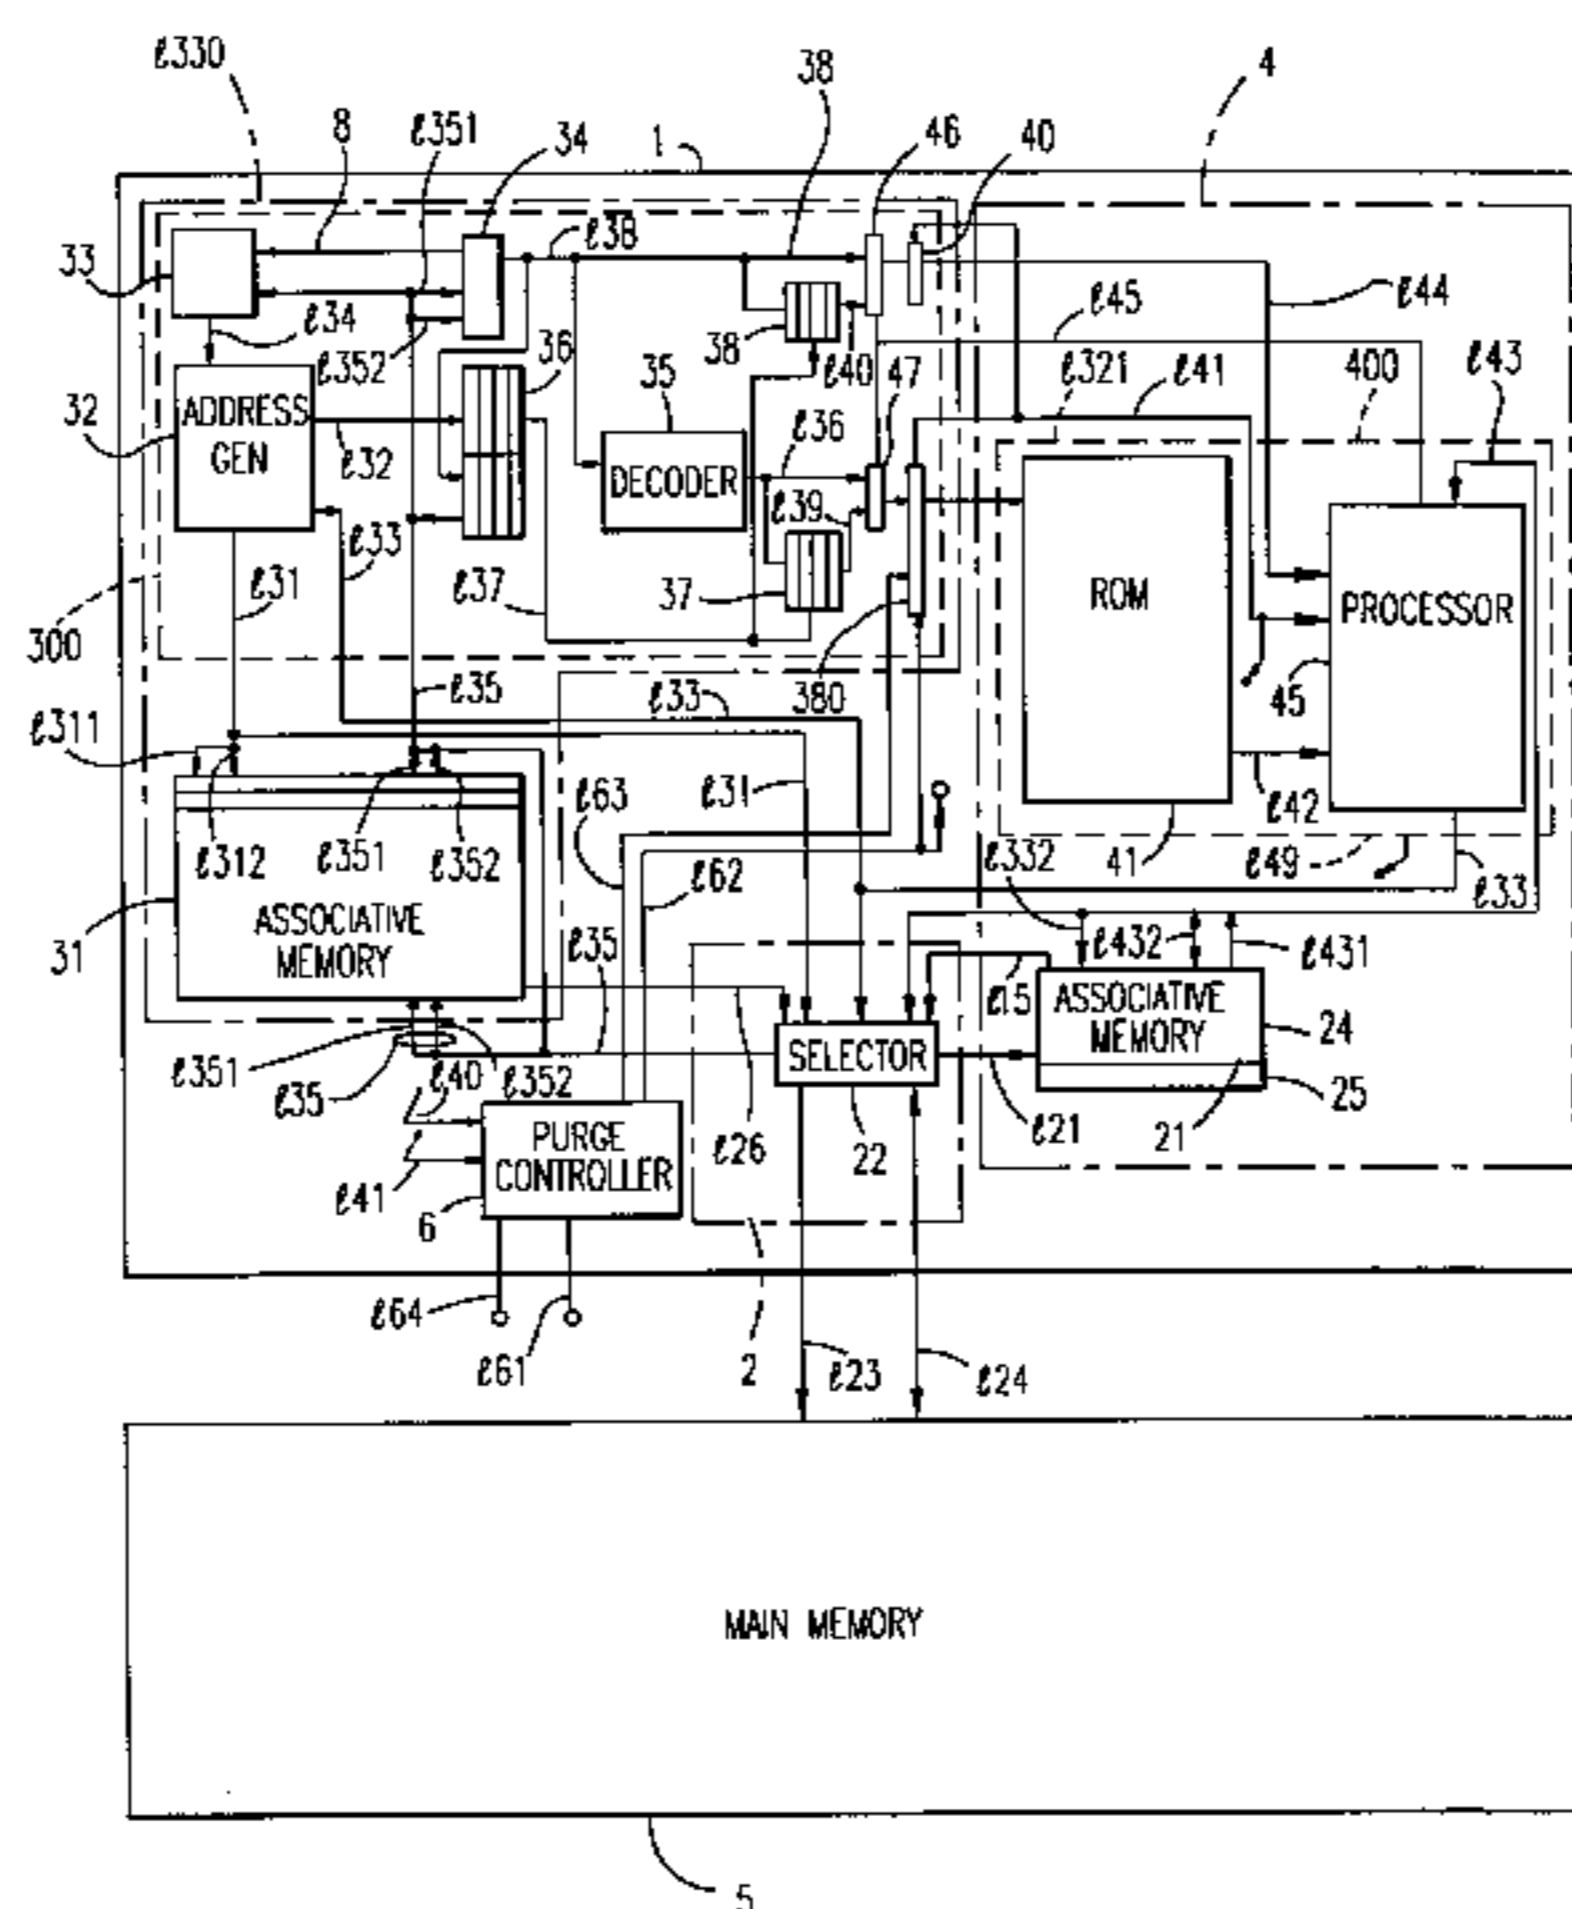 ℓ330
4
38
8
ℓ351
34
1
46
40
33
ℓ38
ℓ34
ℓ44
ℓ45
ℓ352
36
38
ℓ40
47
ℓ321
ℓ41
400
ℓ43
32
ADDRESS
GEN
35
ℓ32
ℓ36
DECODER
ℓ39
ℓ33
ℓ31
ℓ37
37
ROM
PROCESSOR
300
380
45
ℓ35
ℓ33
ℓ311
ℓ63
ℓ31
ℓ42
ℓ312
ℓ351
ℓ352
ℓ62
ℓ332
41
ℓ49
ℓ33
31
ASSOCIATIVE
MEMORY
ℓ35
ℓ432
ℓ431
ℓ15
ASSOCIATIVE
MEMORY
24
SELECTOR
ℓ351
ℓ35
ℓ40
ℓ352
25
PURGE
CONTROLLER
ℓ26
22
ℓ21
21
ℓ41
6
ℓ64
ℓ61
2
ℓ23
ℓ24
MAIN MEMORY
5